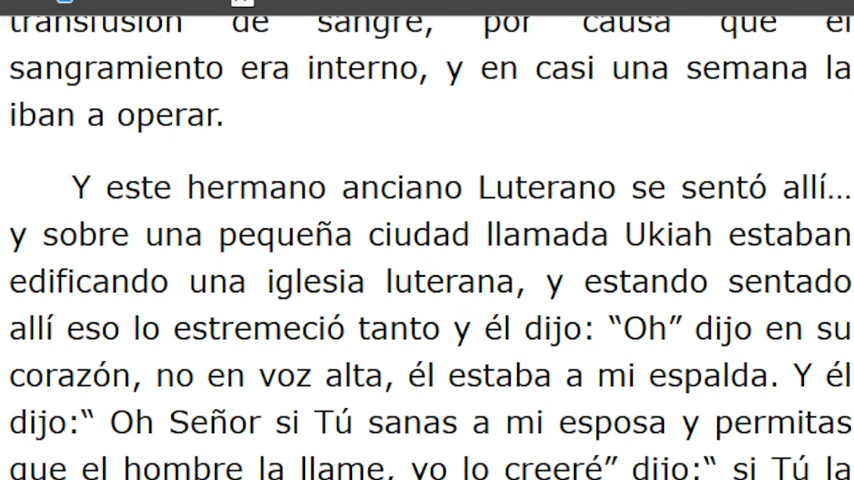 transfusión de sangre, por causa que el
sangramiento era interno, y en casi una semana la
iban a operar.
Y este hermano anciano Luterano se sentó allí...
y sobre una pequeña ciudad llamada Ukiah estaban
edificando una iglesia luterana, y estando sentado
allí eso lo estremeció tanto y él dijo: “Oh” dijo en su
corazón, no en voz alta, él estaba a mi espalda. Y él
dijo:“ Oh Señor si Tú sanas a mi esposa y permitas
que el hombre la llame, yo lo creeré” dijo:“ si Tú la